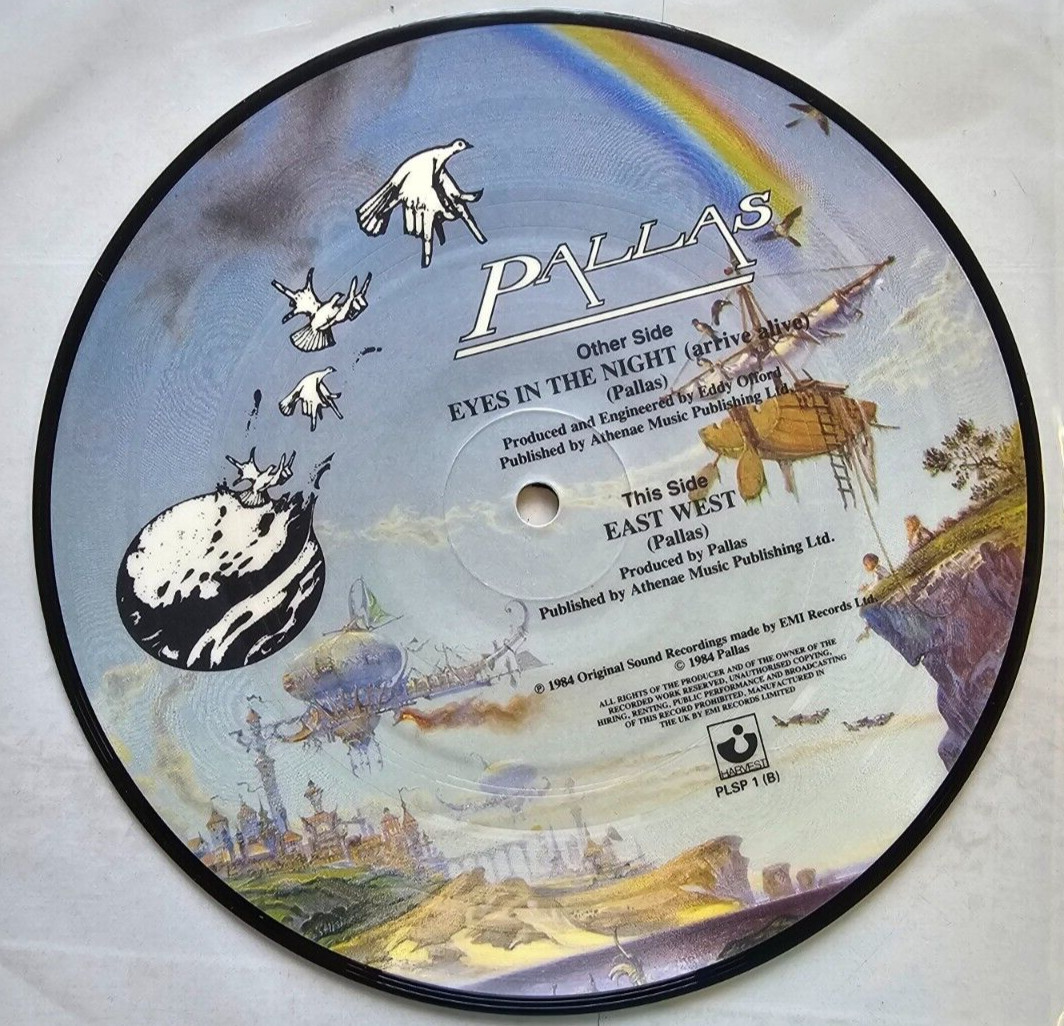 PALLAS
Other Side
EYES IN THE NIGHT (arrive alive)
(Pallas)
Produced and Engineered by Eddy Offord
Published by Athenae Music Publishing Ltd.
This Side
EAST WEST
(Pallas)
Produced by Pallas
Published by Athenae Music Publishing Ltd.
℗ 1984 Original Sound Recordings made by EMI Records Ltd.
© 1984 Pallas
ALL RIGHTS OF THE PRODUCER AND OF THE OWNER OF THE
RECORDED WORK RESERVED, UNAUTHORISED COPYING,
HIRING, RENTING, PUBLIC PERFORMANCE AND BROADCASTING
OF THIS RECORD PROHIBITED. MANUFACTURED IN
THE UK BY EMI RECORDS LIMITED
HARVEST
PLSP 1 (B)